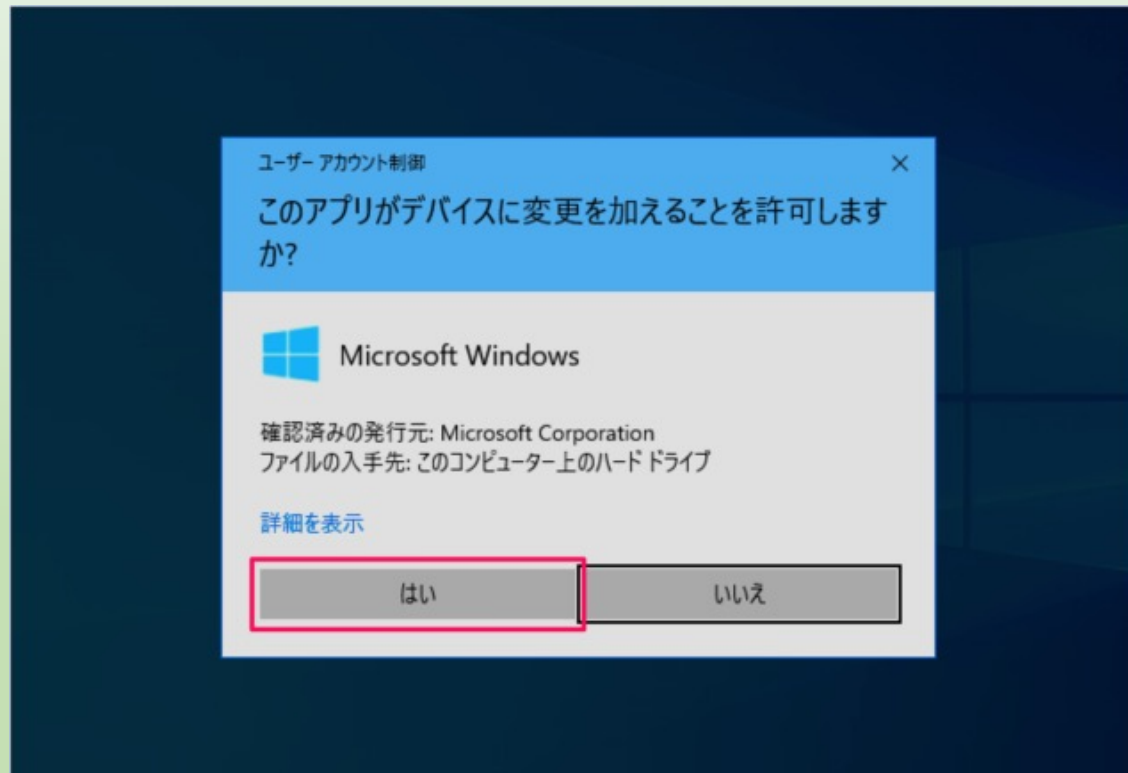 ユーザー アカウント制御
このアプリがデバイスに変更を加えることを許可します
か?
Microsoft Windows
確認済みの発行元: Microsoft Corporation
ファイルの入手先: このコンピューター上のハード ドライブ
詳細を表示
はい
いいえ